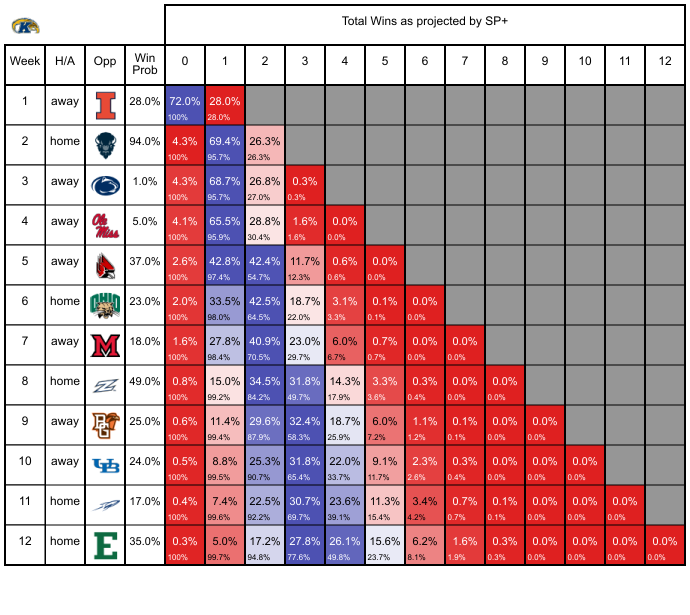 Total Wins as projected by SP+
Week H/A Opp Win Prob 0 1 2 3 4 5 6 7 8 9 10 11 12
1 away I 28.0% 72.0% 28.0%
100% 28.0%
2 home 94.0% 4.3% 69.4% 26.3%
100% 95.7% 26.3%
3 away 1.0% 4.3% 68.7% 26.8% 0.3%
100% 95.7% 27.0% 0.3%
4 away Ole Miss 5.0% 4.1% 65.5% 28.8% 1.6% 0.0%
100% 95.9% 30.4% 1.6% 0.0%
5 away 37.0% 2.6% 42.8% 42.4% 11.7% 0.6% 0.0%
100% 97.4% 54.7% 12.3% 0.6% 0.0%
6 home OHIO 23.0% 2.0% 33.5% 42.5% 18.7% 3.1% 0.1% 0.0%
100% 98.0% 64.5% 22.0% 3.3% 0.1% 0.0%
7 away M 18.0% 1.6% 27.8% 40.9% 23.0% 6.0% 0.7% 0.0% 0.0%
100% 98.4% 70.5% 29.7% 6.7% 0.7% 0.0% 0.0%
8 home Z 49.0% 0.8% 15.0% 34.5% 31.8% 14.3% 3.3% 0.3% 0.0% 0.0%
100% 99.2% 84.2% 49.7% 17.9% 3.6% 0.4% 0.0% 0.0%
9 away BG 25.0% 0.6% 11.4% 29.6% 32.4% 18.7% 6.0% 1.1% 0.1% 0.0% 0.0%
100% 99.4% 87.9% 58.3% 25.9% 7.2% 1.2% 0.1% 0.0% 0.0%
10 away UB 24.0% 0.5% 8.8% 25.3% 31.8% 22.0% 9.1% 2.3% 0.3% 0.0% 0.0% 0.0%
100% 99.5% 90.7% 65.4% 33.7% 11.7% 2.6% 0.4% 0.0% 0.0% 0.0%
11 home 17.0% 0.4% 7.4% 22.5% 30.7% 23.6% 11.3% 3.4% 0.7% 0.1% 0.0% 0.0% 0.0%
100% 99.6% 92.2% 69.7% 39.1% 15.4% 4.2% 0.7% 0.1% 0.0% 0.0% 0.0%
12 home E 35.0% 0.3% 5.0% 17.2% 27.8% 26.1% 15.6% 6.2% 1.6% 0.3% 0.0% 0.0% 0.0% 0.0%
100% 99.7% 94.8% 77.6% 49.8% 23.7% 8.1% 1.9% 0.3% 0.0% 0.0% 0.0% 0.0%